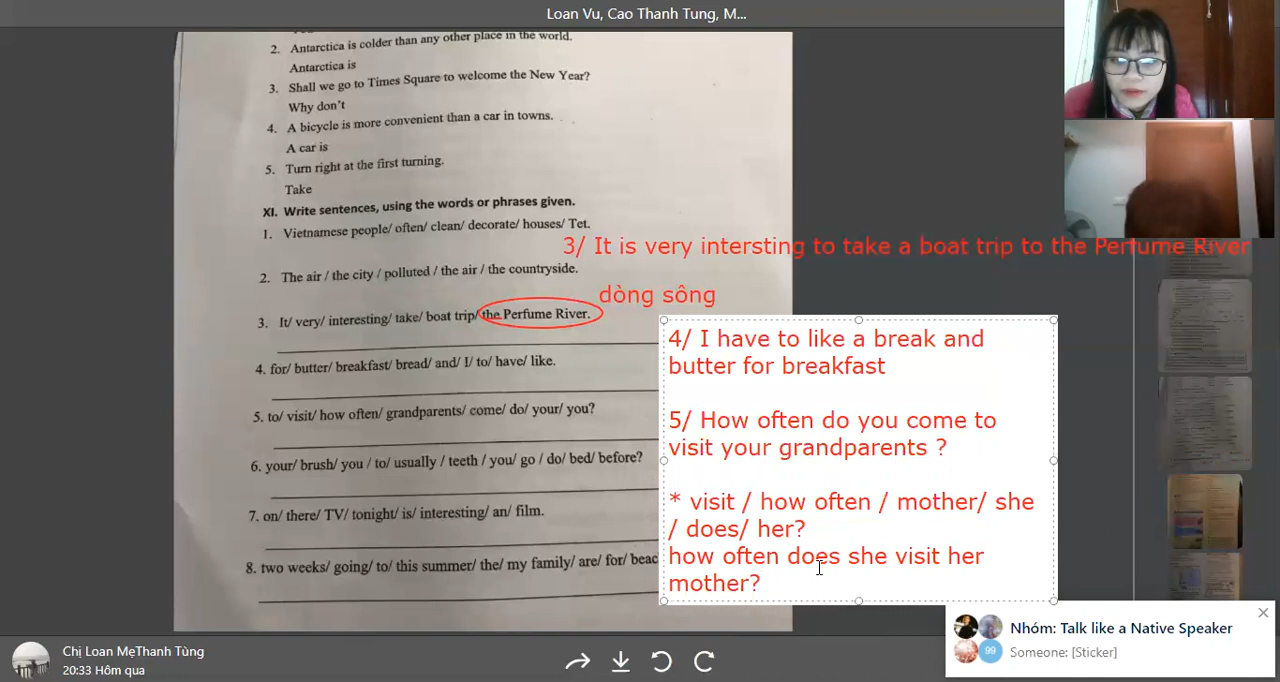 Loan Vu, Cao Thanh Tung, M...
2. Antarctica is colder than any other place in the world.
Antarctica is
3. Shall we go to Times Square to welcome the New Year?
Why don't
4. A bicycle is more convenient than a car in towns.
A car is
5. Turn right at the first turning.
Take
XI. Write sentences, using the words or phrases given.
1. Vietnamese people/ often/ clean/ decorate/ houses/ Tet.
3/ It is very intersting to take a boat trip to the Perfume River
2. The air / the city / polluted / the air / the countryside.
dòng sông
3. It/ very/ interesting/ take/ boat trip/ the Perfume River.
4. for/ butter/ breakfast/ bread/ and/ I/ to/ have/ like.
5. to/ visit/ how often/ grandparents/ come/ do/ your/ you?
6. your/ brush/ you / to/ usually / teeth / you/ go / do/ bed/ before?
7. on/ there/ TV/ tonight/ is/ interesting/ an/ film.
8. two weeks/ going/ to/ this summer/ the/ my family/ are/ for/ beac
4/ I have to like a break and
butter for breakfast
5/ How often do you come to
visit your grandparents ?
* visit / how often / mother/ she
/ does/ her?
how often does she visit her
mother?
Nhóm: Talk like a Native Speaker
99
Someone: [Sticker]
Chị Loan MẹThanh Tùng
20:33 Hôm qua